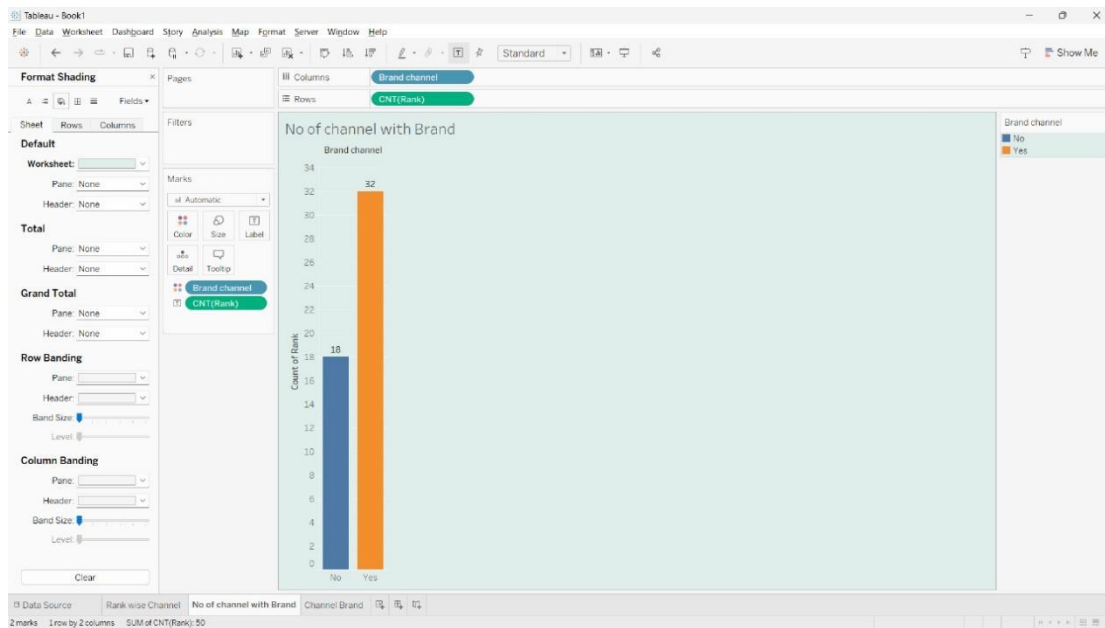 Tableau - Book1
File Data Worksheet Dashboard Story Analysis Map Format Server Window Help
Standard
Show Me
Format Shading
Fields
Sheet Rows Columns
Default
Worksheet:
Pane: None
Header: None
Total
Pane: None
Header: None
Grand Total
Pane: None
Header: None
Row Banding
Pane:
Header:
Band Size:
Level:
Column Banding
Pane:
Header:
Band Size:
Level:
Clear
Pages
Filters
Marks
Automatic
Color Size Label
Detail Tooltip
Brand channel
CNT(Rank)
Columns Brand channel
Rows CNT(Rank)
No of channel with Brand
Brand channel
34
32
30
28
26
24
22
20
18
16
14
12
10
8
6
4
2
0
Count of Rank
18
32
No Yes
Brand channel
No
Yes
Data Source Rank wise Channel No of channel with Brand Channel Brand
2 marks 1 row by 2 columns SUM of CNT(Rank): 50